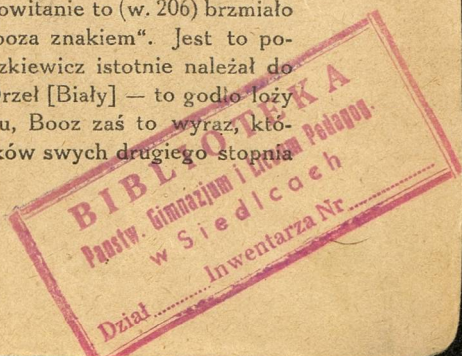 owitanie to (w. 206) brzmiało
ooza znakiem“. Jest to po-
zkiewicz istotnie należał do
rzeł [Biały] — to godło loży
u, Booz zaś to wyraz, któ-
ków swych drugiego stopnia
BIBLIOTEKA
Państw. Gimnazjum i Liceum Pedagog.
w Siedlcach
Dział ......... Inwentarza Nr ...............